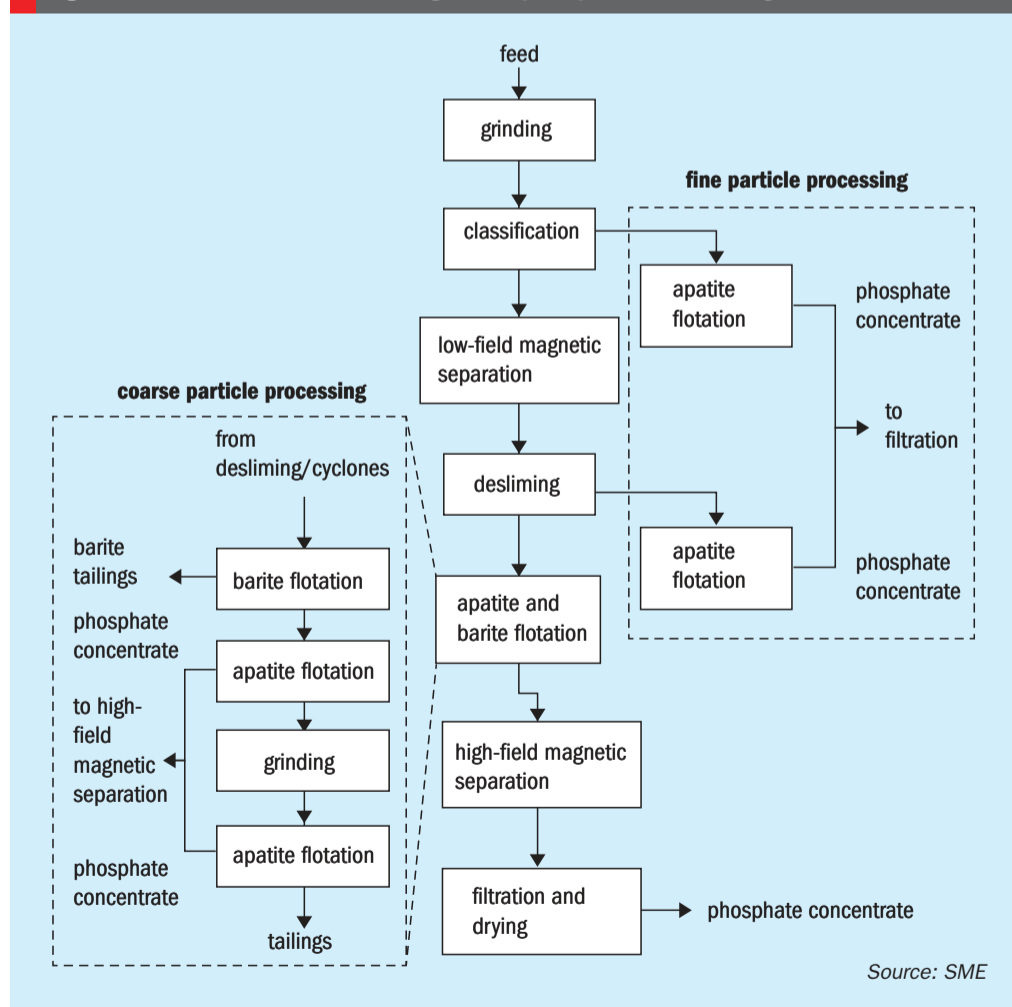 feed
grinding
fine particle processing
classification
apatite
flotation
phosphate
concentrate
low-field magnetic
separation
to
filtration
coarse particle processing
from
desliming/cyclones
desliming
apatite
flotation
phosphate
concentrate
barite
tailings
barite flotation
apatite and
barite flotation
phosphate
concentrate
apatite flotation
to high-
field
magnetic
separation
grinding
high-field magnetic
separation
apatite flotation
phosphate
concentrate
tailings
filtration and
drying
phosphate concentrate
Source: SME